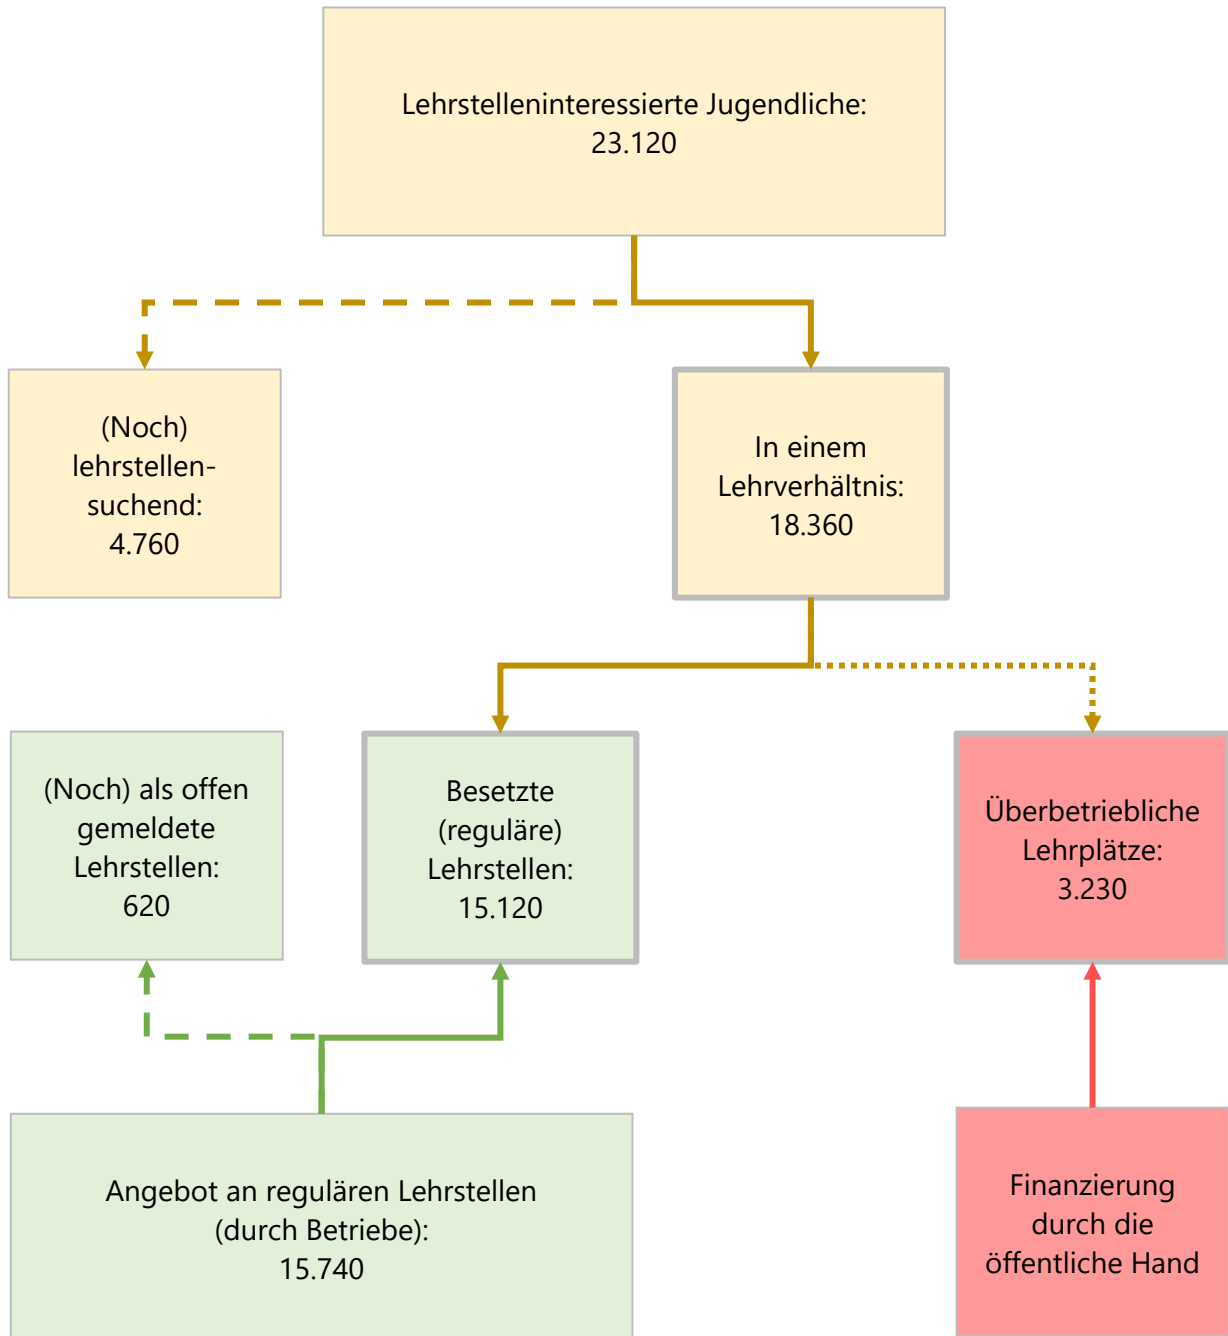 Lehrstelleninteressierte Jugendliche:
23.120
(Noch)
lehrstellen-
suchend:
4.760
In einem
Lehrverhältnis:
18.360
(Noch) als offen
gemeldete
Lehrstellen:
620
Besetzte
(reguläre)
Lehrstellen:
15.120
Überbetriebliche
Lehrplätze:
3.230
Angebot an regulären Lehrstellen
(durch Betriebe):
15.740
Finanzierung
durch die
öffentliche Hand